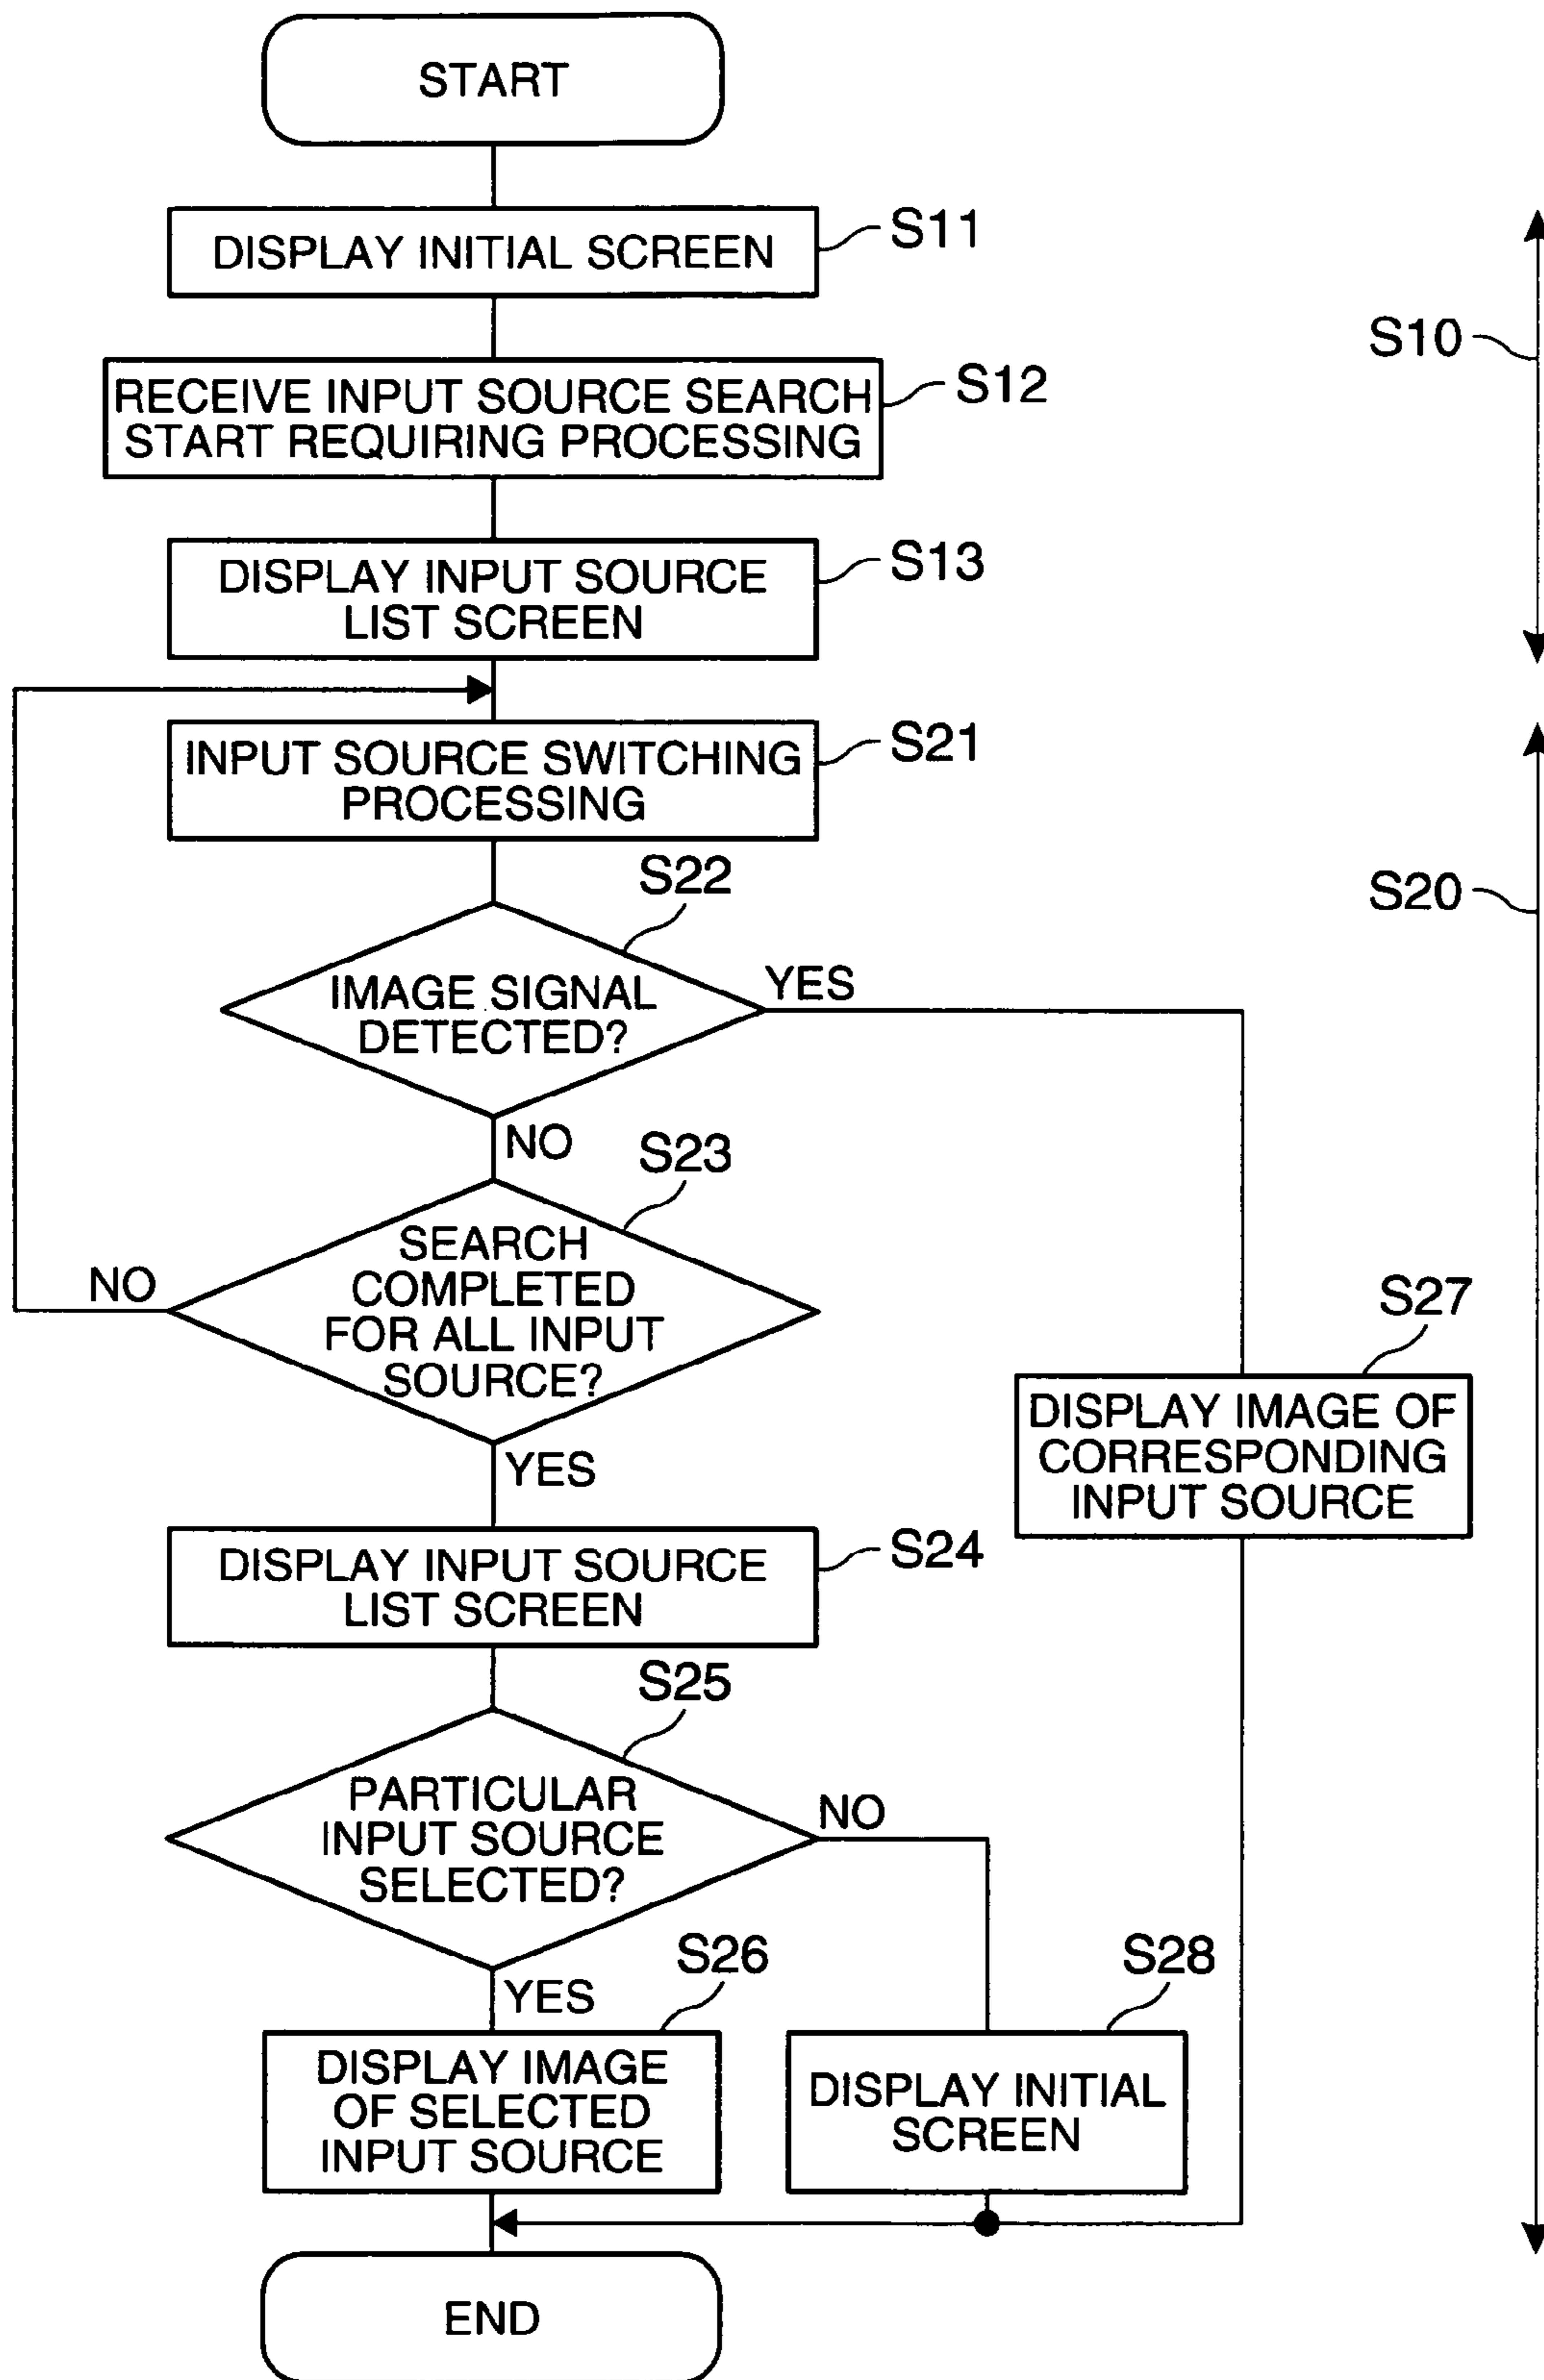 START
DISPLAY INITIAL SCREEN
S11
S10
RECEIVE INPUT SOURCE SEARCH
START REQUIRING PROCESSING
S12
DISPLAY INPUT SOURCE
LIST SCREEN
S13
INPUT SOURCE SWITCHING
PROCESSING
S21
S20
S22
IMAGE SIGNAL
DETECTED?
YES
NO
S23
SEARCH
COMPLETED
FOR ALL INPUT
SOURCE?
NO
YES
S27
DISPLAY IMAGE OF
CORRESPONDING
INPUT SOURCE
DISPLAY INPUT SOURCE
LIST SCREEN
S24
S25
PARTICULAR
INPUT SOURCE
SELECTED?
NO
YES
S26
DISPLAY IMAGE
OF SELECTED
INPUT SOURCE
S28
DISPLAY INITIAL
SCREEN
END